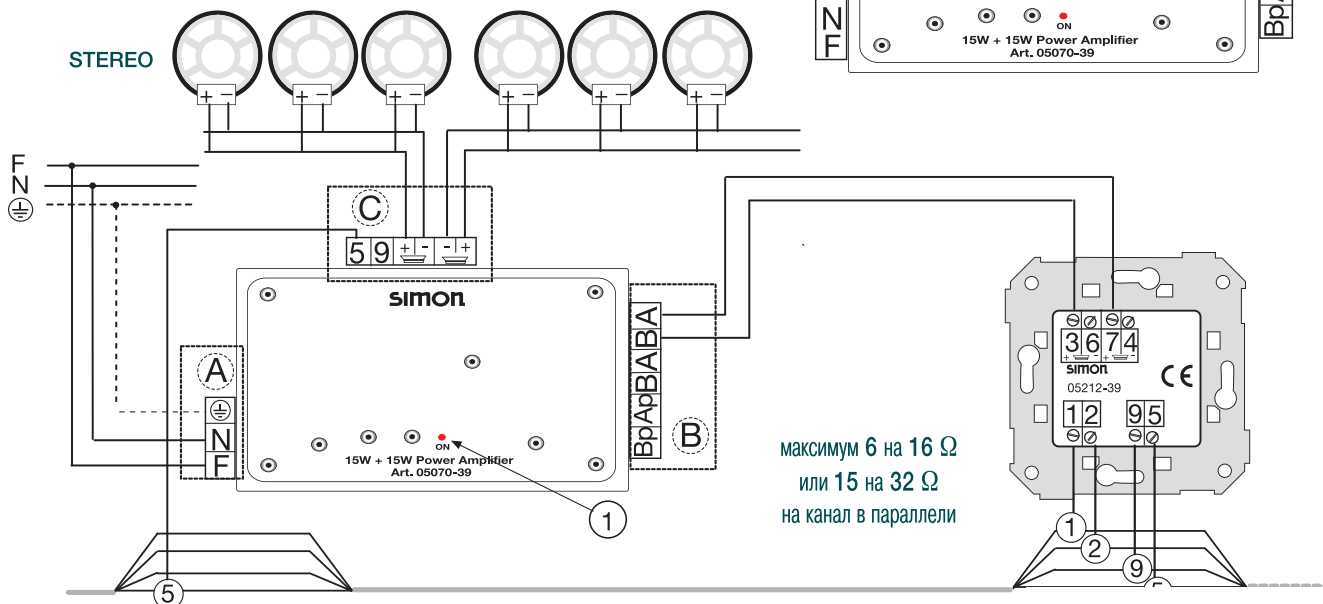 N
F
Bp
ON
15W + 15W Power Amplifier
Art. 05070-39
STEREO
+ − + − + − + − + − + −
F
N
C
5 9 + - - +
simon
A
N
F
A
B
A
B
Ap
Bp
B
ON
15W + 15W Power Amplifier
Art. 05070-39
1
3 6 7 4
+ - + -
simon
05212-39
CE
1 2 9 5
максимум 6 на 16 Ω
или 15 на 32 Ω
на канал в параллели
1
2
9
5